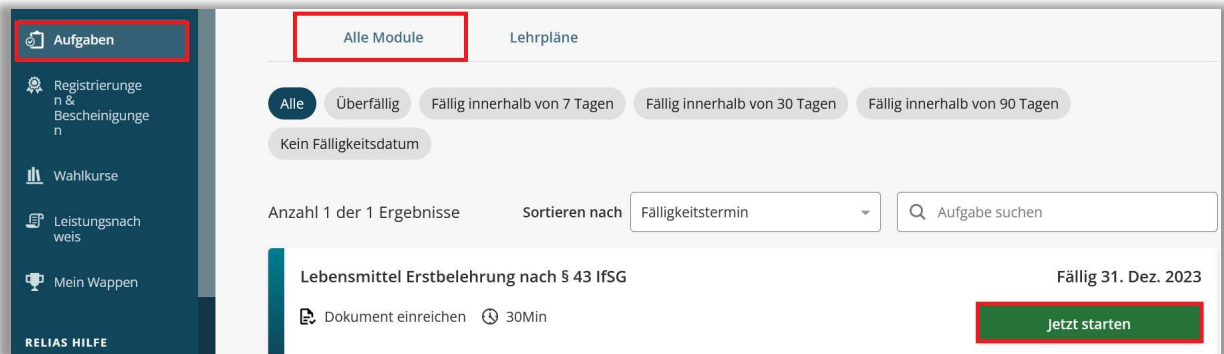 Aufgaben
Registrierunge
n &
Bescheinigunge
n
Wahlkurse
Leistungsnach
weis
Mein Wappen
RELIAS HILFE
Alle Module Lehrpläne
Alle Überfällig Fällig innerhalb von 7 Tagen Fällig innerhalb von 30 Tagen Fällig innerhalb von 90 Tagen
Kein Fälligkeitsdatum
Anzahl 1 der 1 Ergebnisse Sortieren nach Fälligkeitstermin Aufgabe suchen
Lebensmittel Erstbelehrung nach § 43 IfSG Fällig 31. Dez. 2023
Dokument einreichen 30Min Jetzt starten